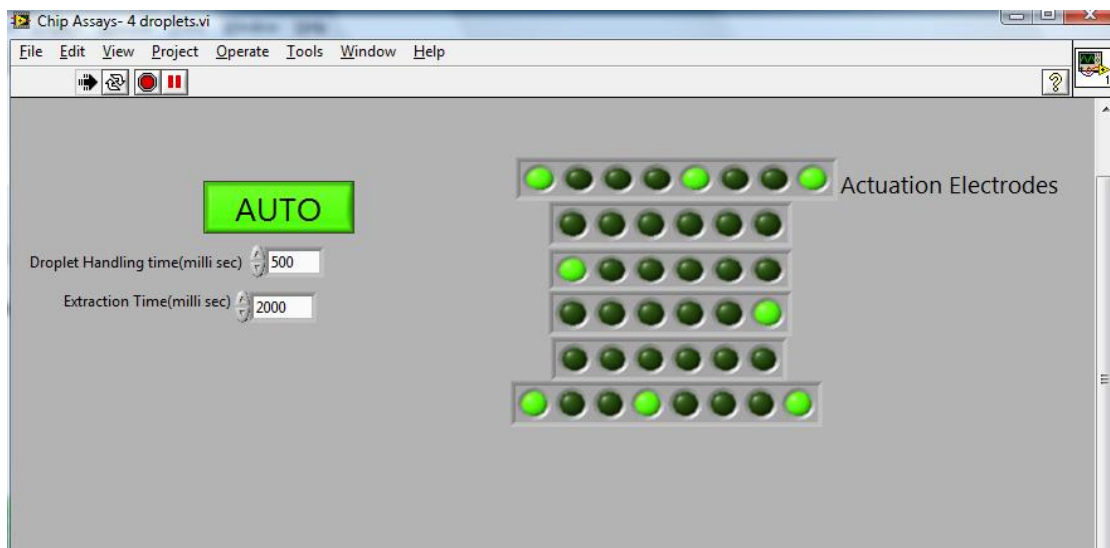 Chip Assays- 4 droplets.vi
File Edit View Project Operate Tools Window Help
?
1
AUTO
Actuation Electrodes
Droplet Handling time(milli sec) 500
Extraction Time(milli sec) 2000